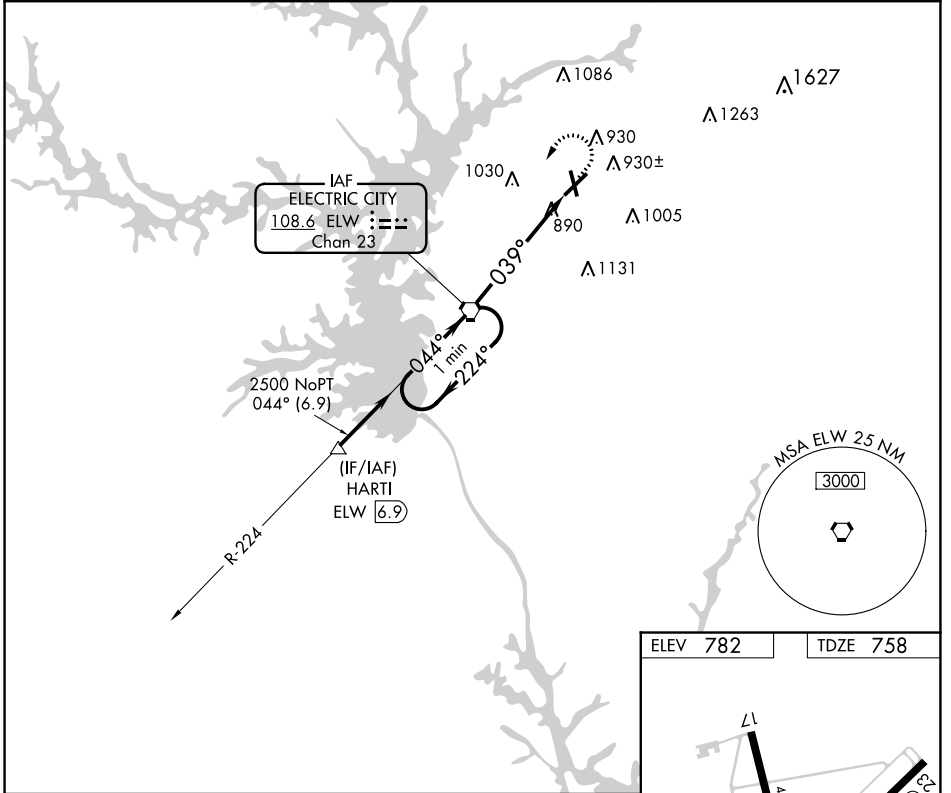 1086
1627
1263
930
930±
1030
890
1005
1131
IAF
ELECTRIC CITY
108.6 ELW
Chan 23
039°
044°
1 min
224°
2500 NoPT
044° (6.9)
(IF/IAF)
HARTI
ELW 6.9
R-224
MSA ELW 25 NM
3000
ELEV 782
TDZE 758
17
23
4